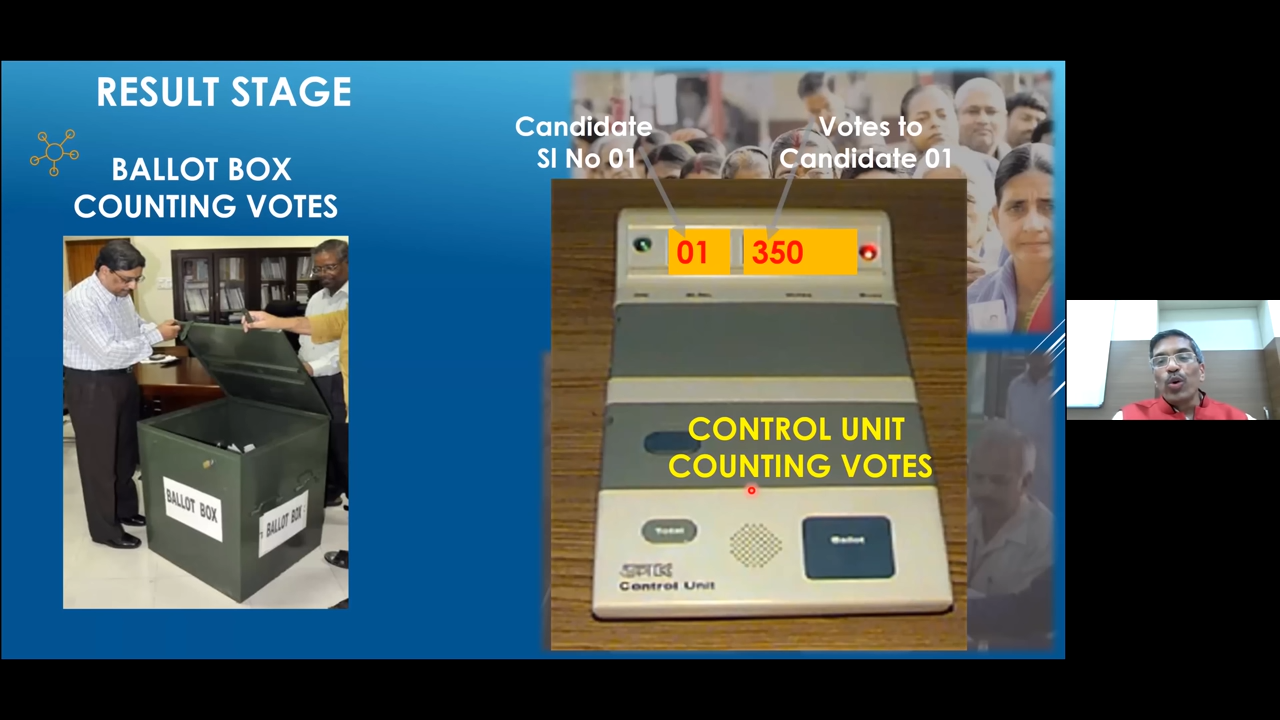 RESULT STAGE
BALLOT BOX
COUNTING VOTES
BALLOT BOX
BALLOT BOX
Candidate
Sl No 01
Votes to
Candidate 01
01
350
CONTROL UNIT
COUNTING VOTES
Total
Ballot
Control Unit